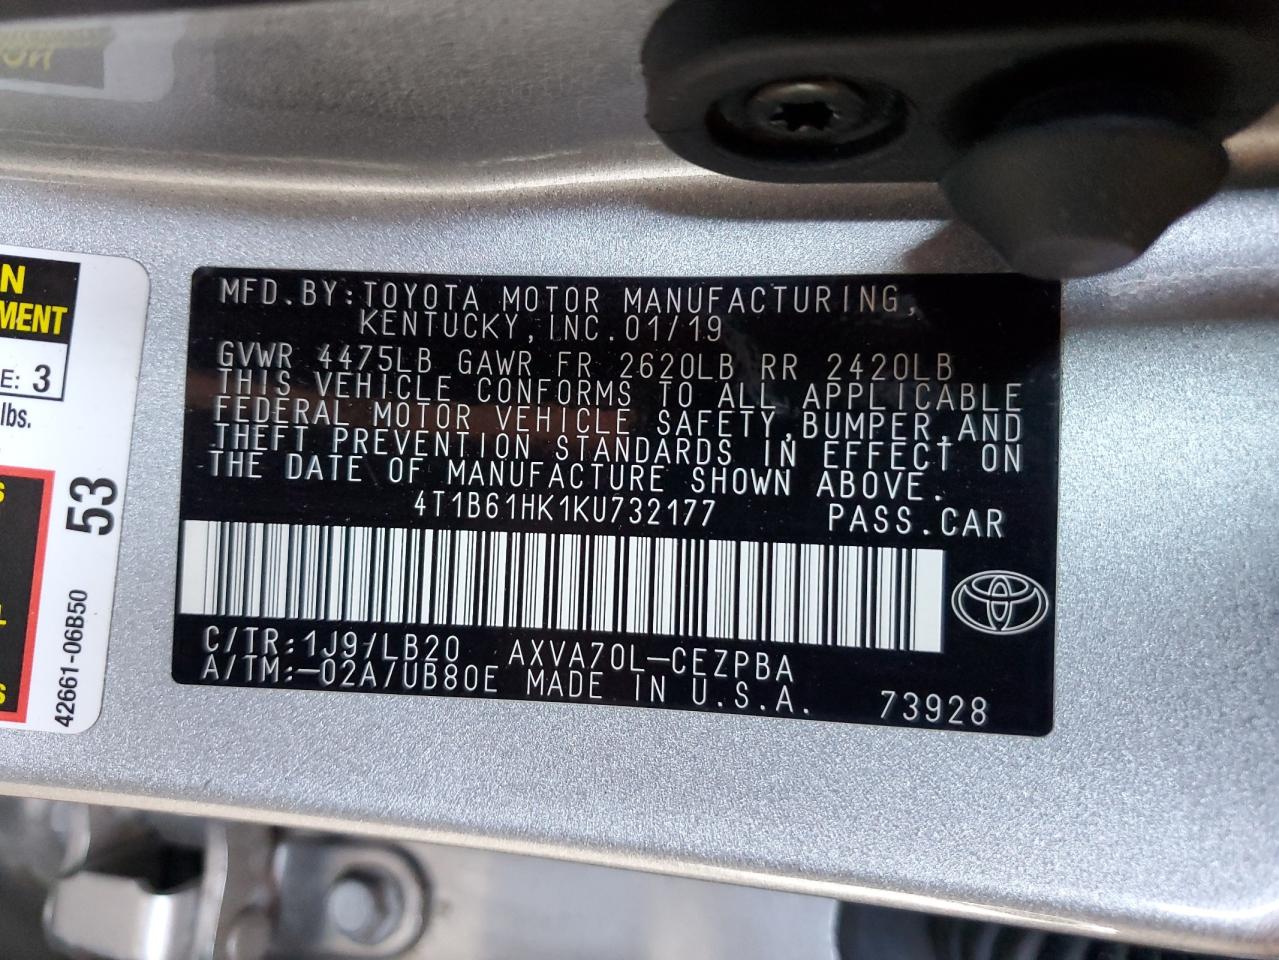 MFD.BY:TOYOTA MOTOR MANUFACTURING,
KENTUCKY,INC.01/19
GVWR 4475LB GAWR FR 2620LB RR 2420LB
THIS VEHICLE CONFORMS TO ALL APPLICABLE
FEDERAL MOTOR VEHICLE SAFETY,BUMPER,AND
THEFT PREVENTION STANDARDS IN EFFECT ON
THE DATE OF MANUFACTURE SHOWN ABOVE.
4T1B61HK1KU732177 PASS.CAR
C/TR:1J9/LB20 AXVA70L-CEZPBA
A/TM:-02A/UB80E MADE IN U.S.A. 73928
N
MENT
E: 3
lbs.
S
L
S
53
42661-06B50